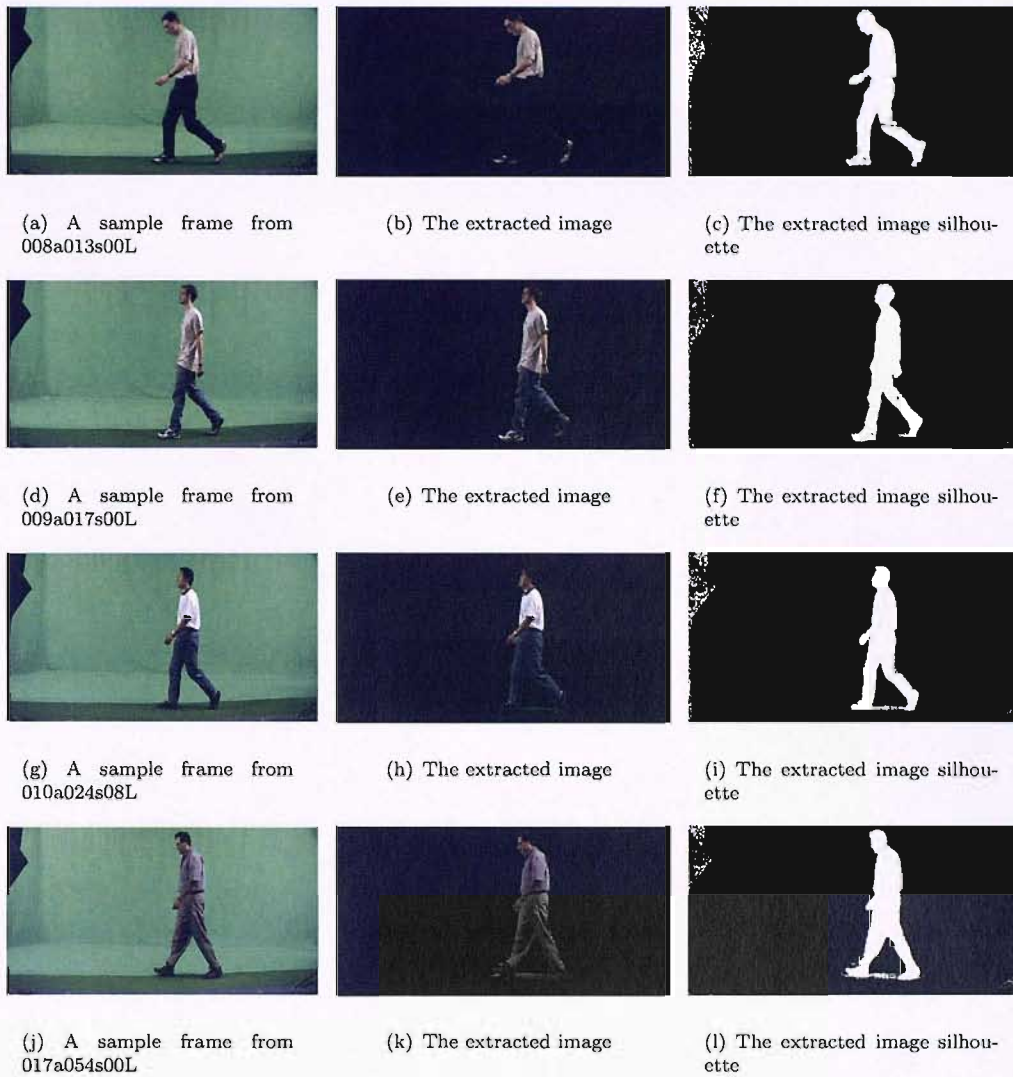 (a) A sample frame from
008a013s00L
(b) The extracted image
(c) The extracted image silhou-
ette
(d) A sample frame from
009a017s00L
(e) The extracted image
(f) The extracted image silhou-
ette
(g) A sample frame from
010a024s08L
(h) The extracted image
(i) The extracted image silhou-
ette
(j) A sample frame from
017a054s00L
(k) The extracted image
(l) The extracted image silhou-
ette